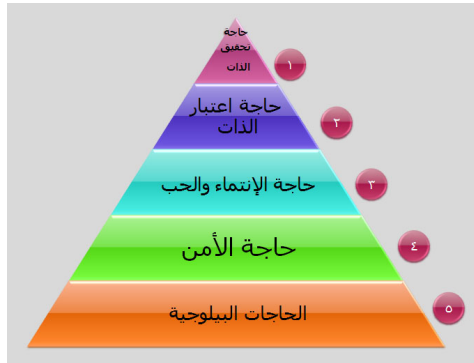 حاجة
تحقيق
الذات
١
حاجة اعتبار
الذات
٢
حاجة الإنتماء والحب
٣
حاجة الأمن
٤
الحاجات البيلوجية
٥